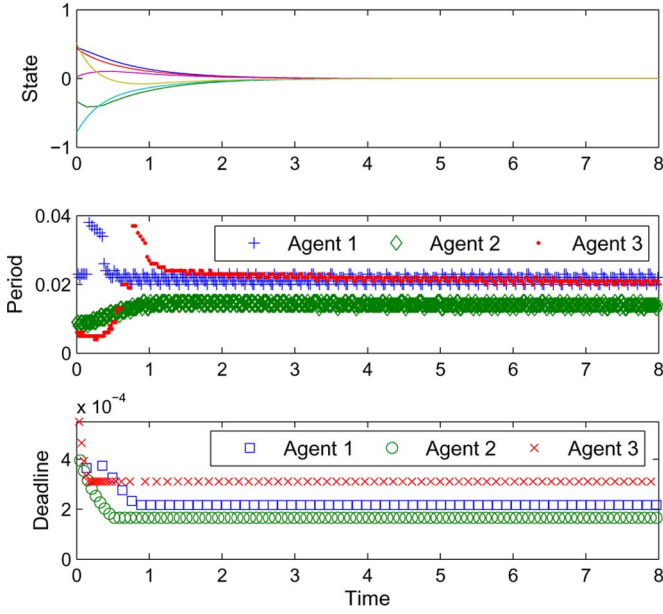 1
0
−1
State
0 1 2 3 4 5 6 7 8
0.04
0.02
0
Period
Agent 1 Agent 2 Agent 3
0 1 2 3 4 5 6 7 8
x 10⁻⁴
4
2
0
Deadline
Agent 1 Agent 2 Agent 3
0 1 2 3 4 5 6 7 8
Time